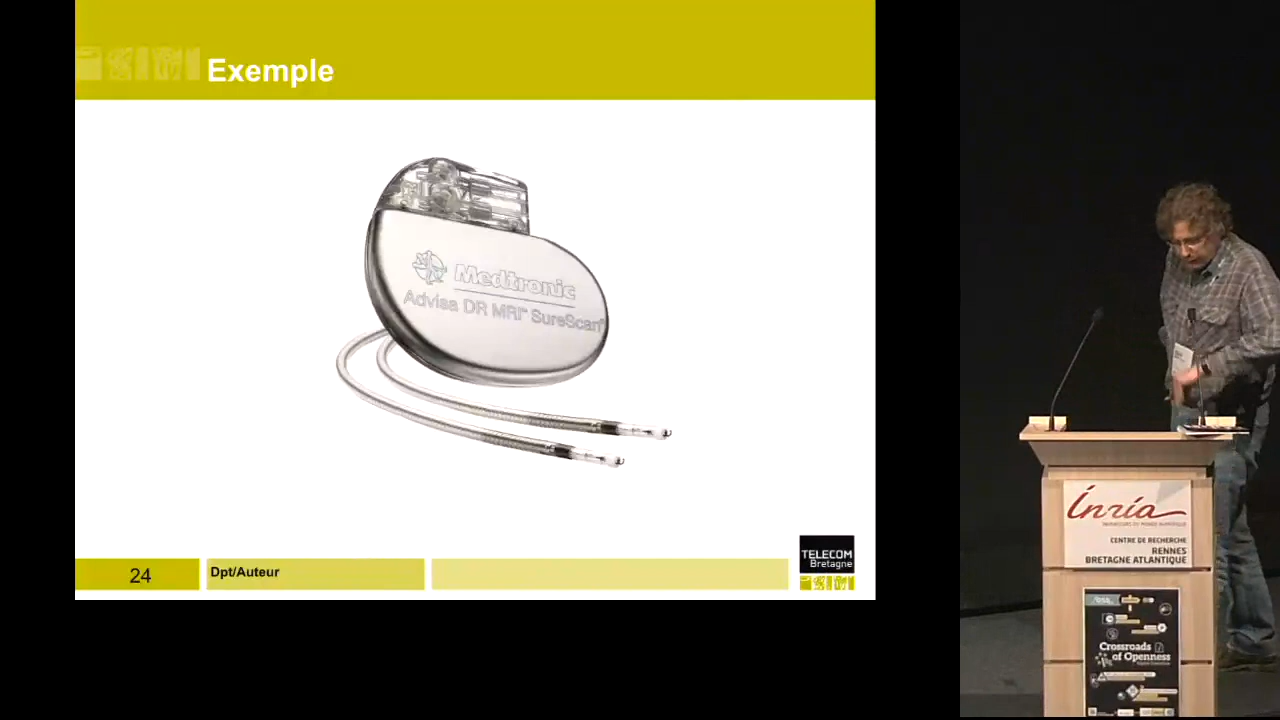 Exemple
Medtronic
Advisa DR MRI™ SureScan®
24
Dpt/Auteur
TELECOM
Bretagne
Inria
CENTRE DE RECHERCHE
RENNES
BRETAGNE ATLANTIQUE
Crossroads
of Openness